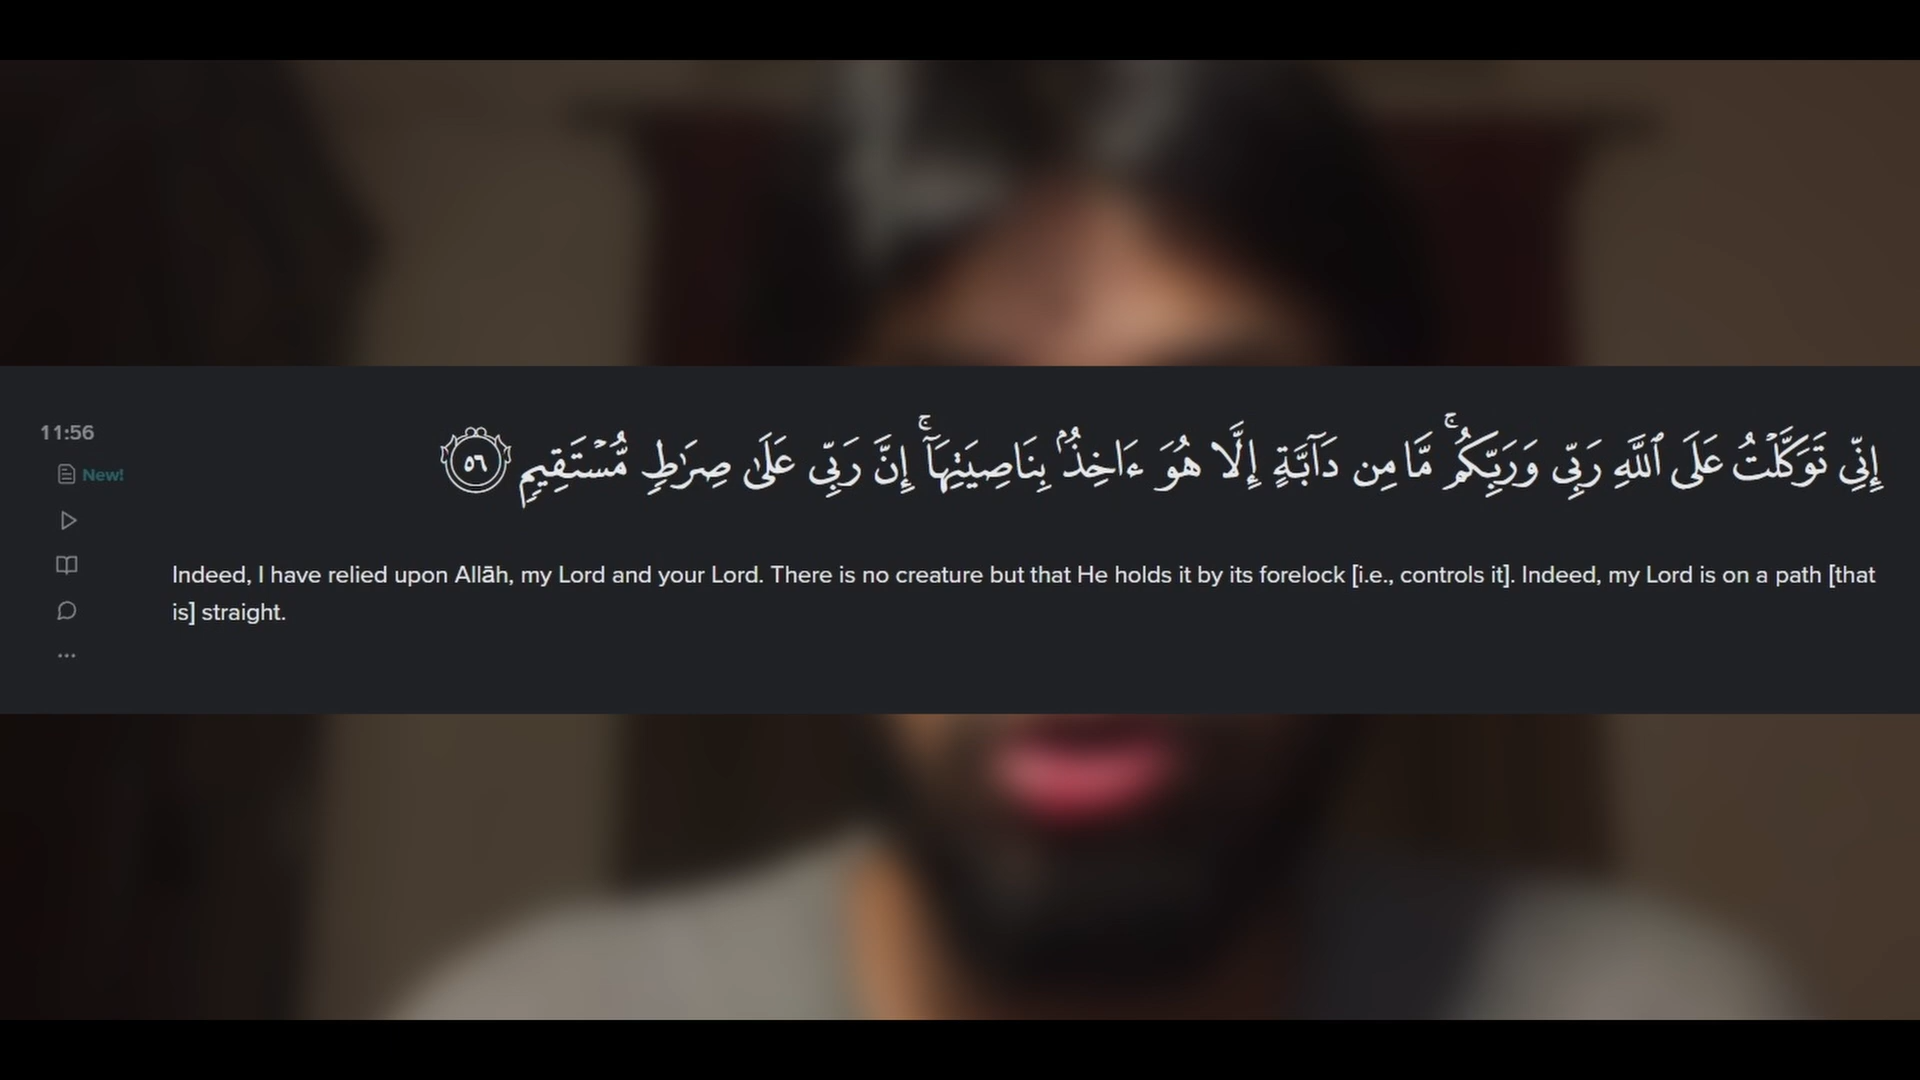 11:56
New!
إِنِّى تَوَكَّلْتُ عَلَى ٱللَّهِ رَبِّى وَرَبِّكُم ۚ مَّا مِن دَآبَّةٍ إِلَّا هُوَ ءَاخِذٌۢ بِنَاصِيَتِهَآ ۚ إِنَّ رَبِّى عَلَىٰ صِرَٰطٍ مُّسْتَقِيمٍ ٥٦
Indeed, I have relied upon Allāh, my Lord and your Lord. There is no creature but that He holds it by its forelock [i.e., controls it]. Indeed, my Lord is on a path [that
is] straight.